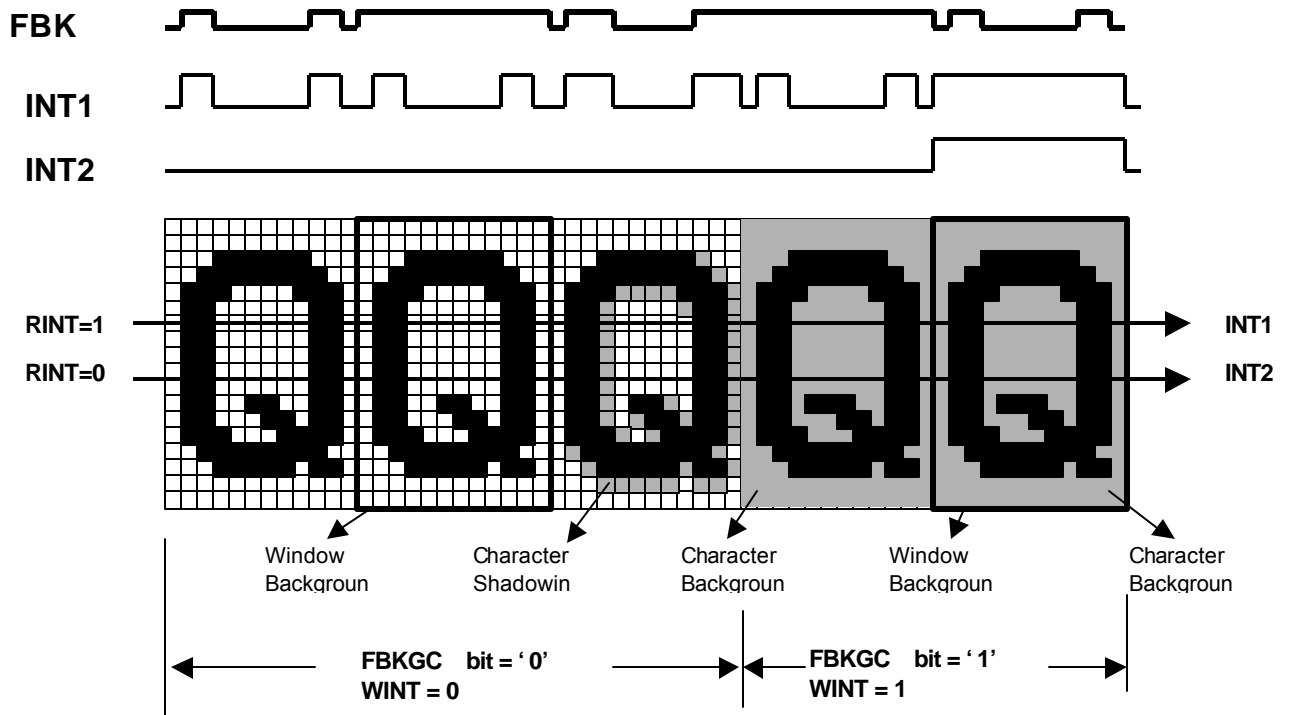 FBK
INT1
INT2
RINT=1
INT1
RINT=0
INT2
Window
Backgroun
Character
Shadowin
Character
Backgroun
Window
Backgroun
Character
Backgroun
FBKGC bit = ‘ 0’
WINT = 0
FBKGC bit = ‘ 1’
WINT = 1